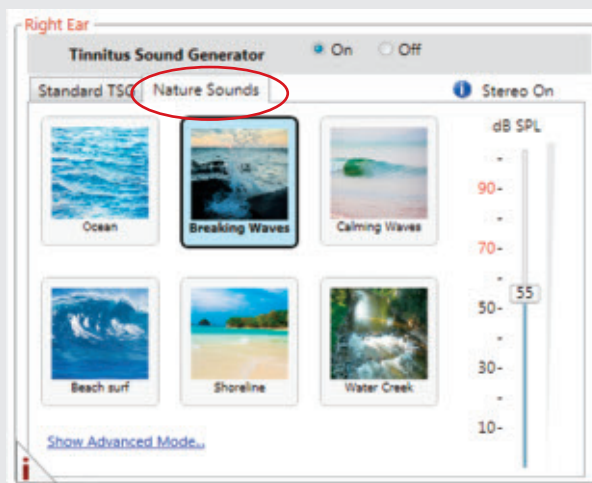 Right Ear
Tinnitus Sound Generator On Off
Standard TSG Nature Sounds Stereo On
dB SPL
90-
70-
55
50-
30-
10-
Ocean Breaking Waves Calming Waves
Beach surf Shoreline Water Creek
Show Advanced Mode..